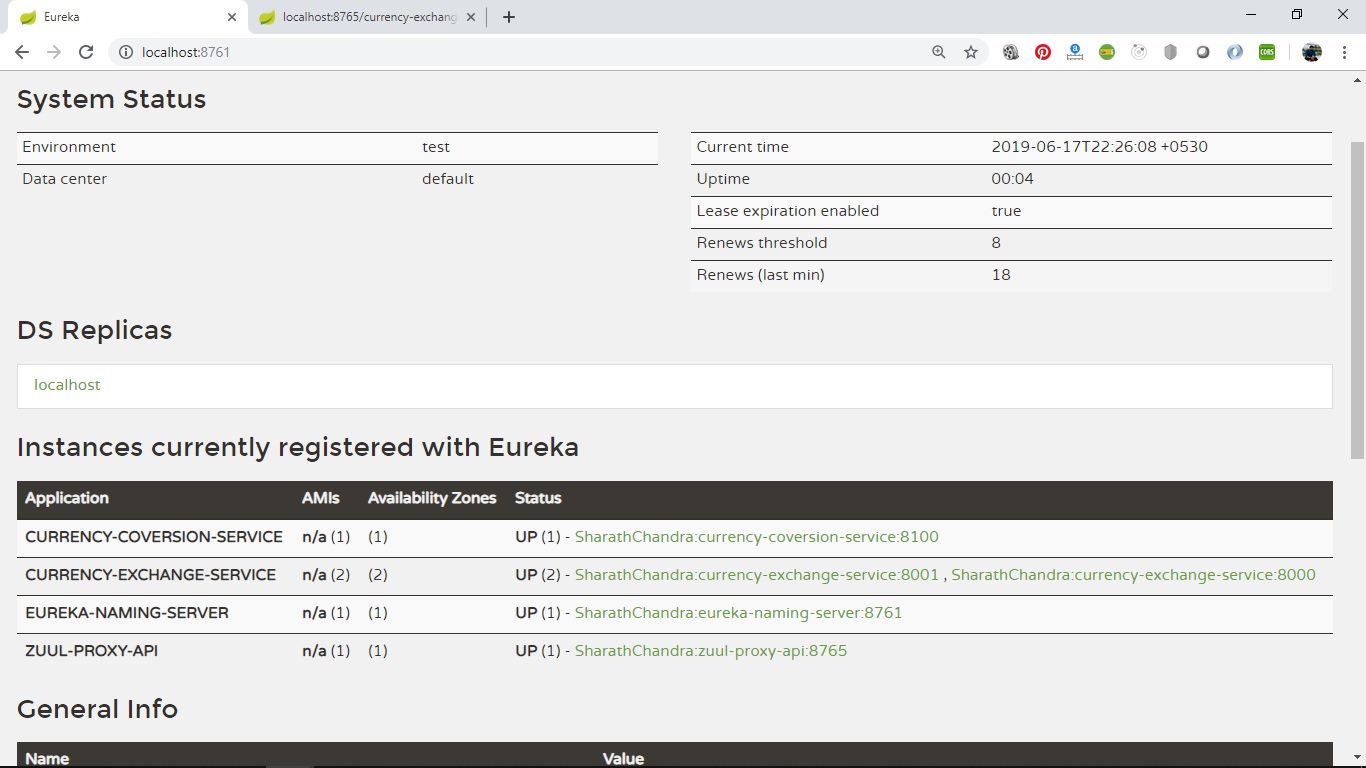 Eureka
localhost:8765/currency-exchang
localhost:8761
CORS
System Status
Environment test
Data center default
Current time 2019-06-17T22:26:08 +0530
Uptime 00:04
Lease expiration enabled true
Renews threshold 8
Renews (last min) 18
DS Replicas
localhost
Instances currently registered with Eureka
Application AMIs Availability Zones Status
CURRENCY-COVERSION-SERVICE n/a (1) (1) UP (1) - SharathChandra:currency-coversion-service:8100
CURRENCY-EXCHANGE-SERVICE n/a (2) (2) UP (2) - SharathChandra:currency-exchange-service:8001 , SharathChandra:currency-exchange-service:8000
EUREKA-NAMING-SERVER n/a (1) (1) UP (1) - SharathChandra:eureka-naming-server:8761
ZUUL-PROXY-API n/a (1) (1) UP (1) - SharathChandra:zuul-proxy-api:8765
General Info
Name Value